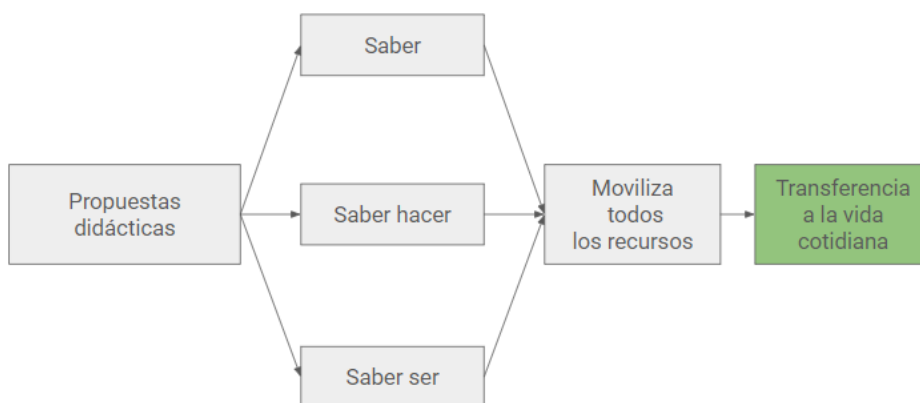 Saber
Propuestas
didácticas
Saber hacer
Moviliza
todos
los recursos
Transferencia
a la vida
cotidiana
Saber ser